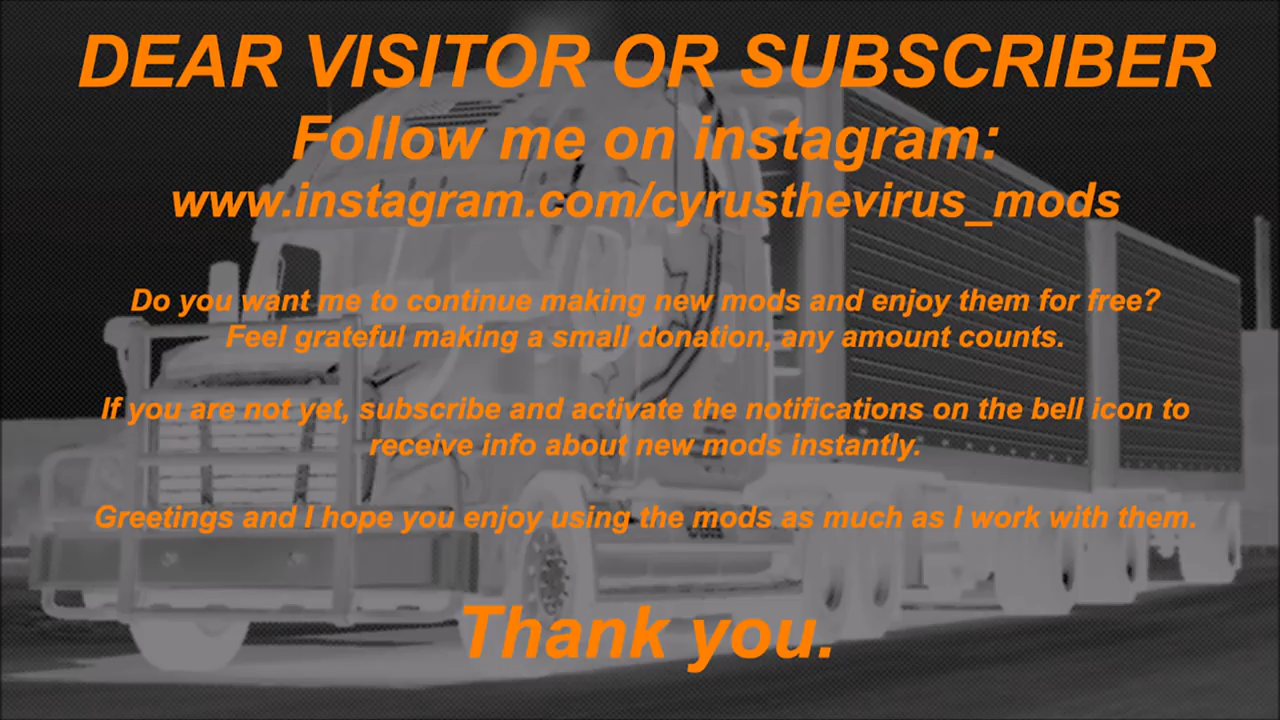 DEAR VISITOR OR SUBSCRIBER
Follow me on instagram:
www.instagram.com/cyrusthevirus_mods
Do you want me to continue making new mods and enjoy them for free?
Feel grateful making a small donation, any amount counts.
If you are not yet, subscribe and activate the notifications on the bell icon to
receive info about new mods instantly.
Greetings and I hope you enjoy using the mods as much as I work with them.
Thank you.